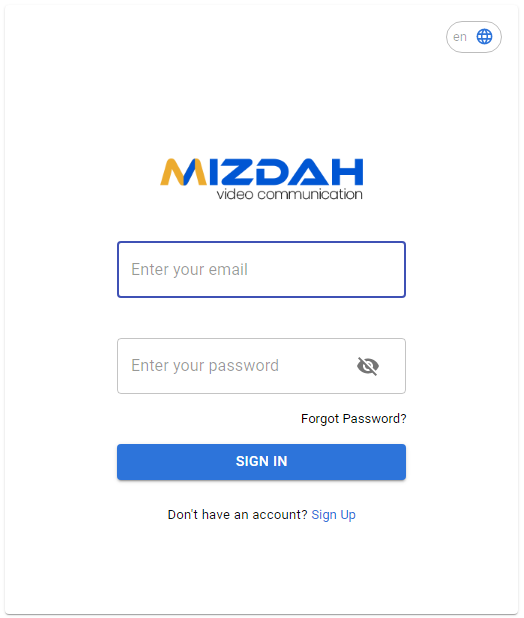 en
MIZDAH
video communication
Enter your email
Enter your password
Forgot Password?
SIGN IN
Don't have an account? Sign Up